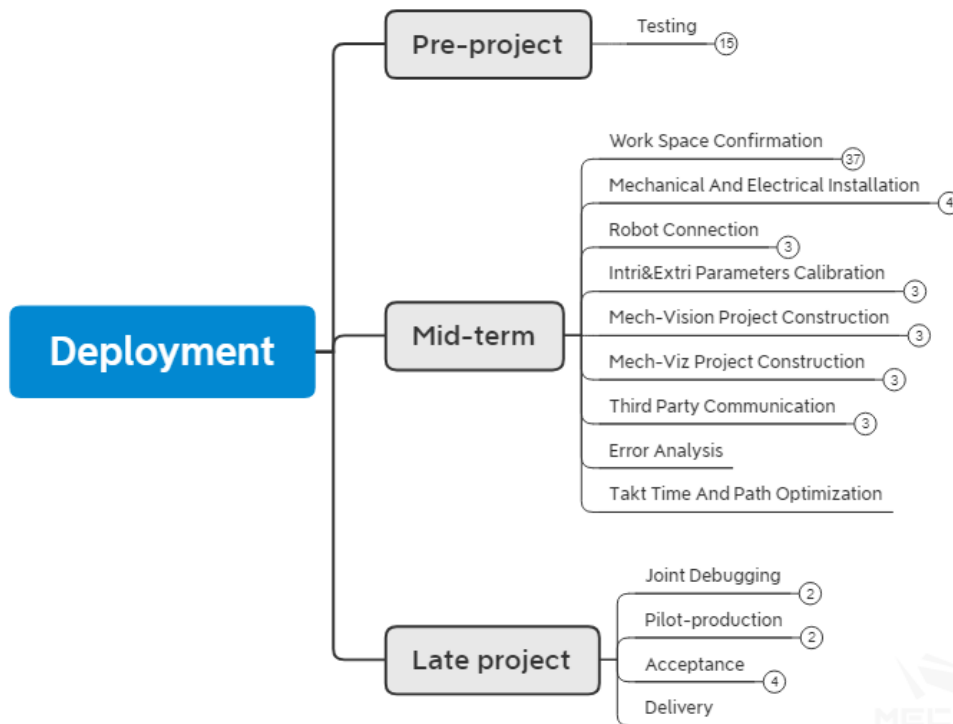 Deployment
Pre-project
Testing
15
Mid-term
Work Space Confirmation
37
Mechanical And Electrical Installation
4
Robot Connection
3
Intri&Extri Parameters Calibration
3
Mech-Vision Project Construction
3
Mech-Viz Project Construction
3
Third Party Communication
3
Error Analysis
Takt Time And Path Optimization
Late project
Joint Debugging
2
Pilot-production
2
Acceptance
4
Delivery